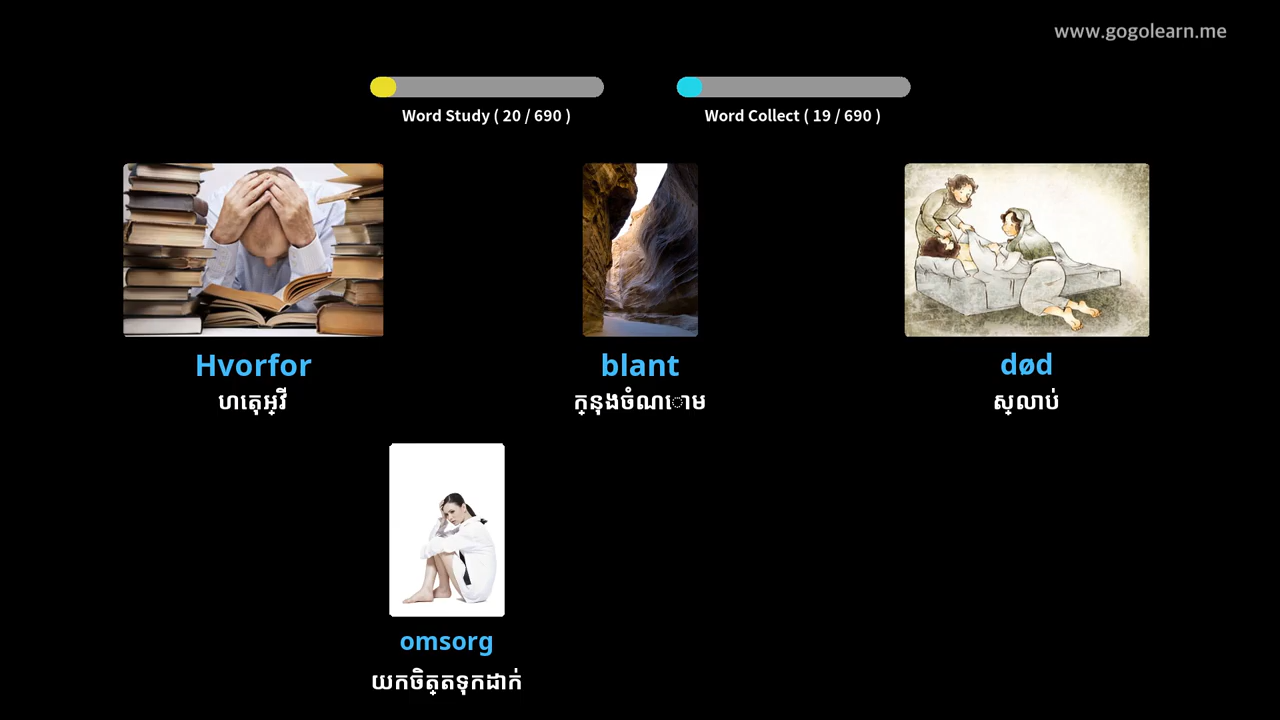 www.gogolearn.me
Word Study ( 20 / 690 )
Word Collect ( 19 / 690 )
Hvorfor
ហតេុអ្វី
blant
ក្នុងចំណោម
død
ស្លាប់
omsorg
យកចិត្តទុកដាក់